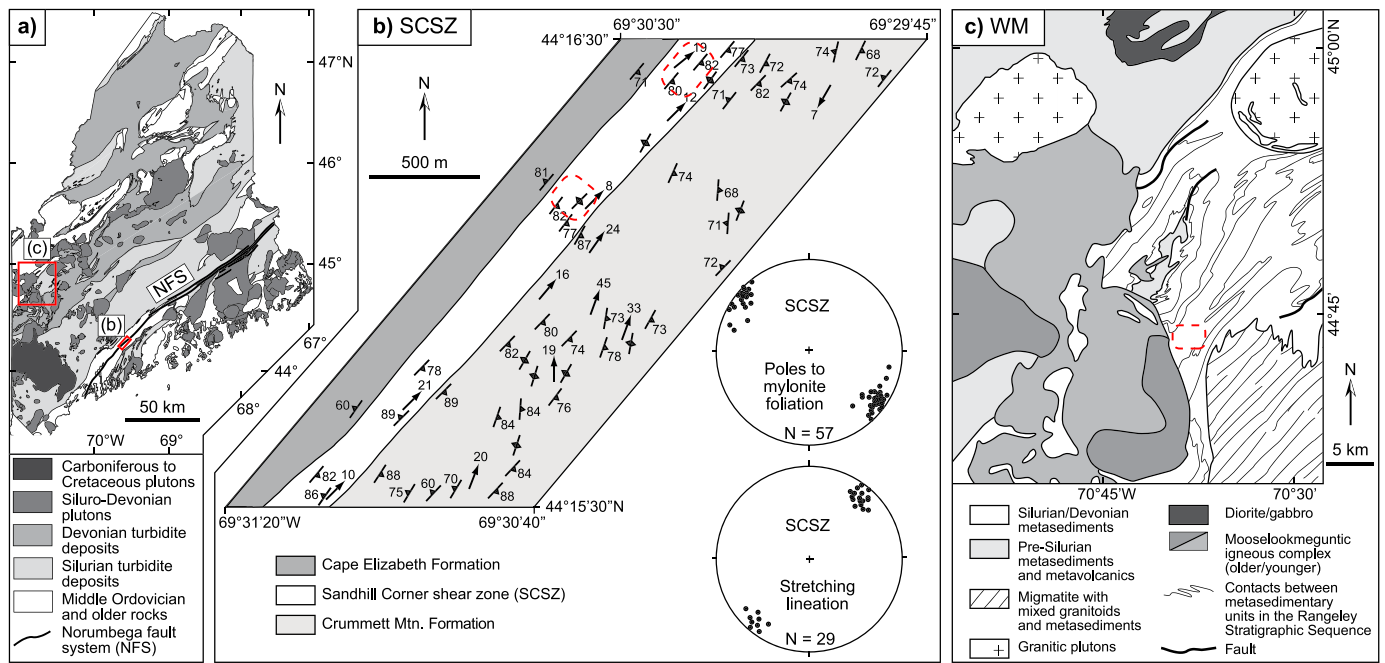 a)
N
47°N
46°
45°
44°
67°
68°
69°
70°W
(c)
(b)
NFS
50 km
Carboniferous to
Cretaceous plutons
Siluro-Devonian
plutons
Devonian turbidite
deposits
Silurian turbidite
deposits
Middle Ordovician
and older rocks
Norumbega fault
system (NFS)
b) SCSZ
69°30'30"
69°29'45"
44°16'30"
N
500 m
71
19
82
80
12
77
73
72
74
68
72
71
82
74
7
81
8
82
77
87
24
74
68
71
72
16
45
80
73
33
73
82
74
78
19
76
78
21
60
89
89
84
84
82
10
86
88
75
60
70
20
84
88
69°31'20"W
69°30'40"
44°15'30"N
SCSZ
Poles to
mylonite
foliation
N = 57
SCSZ
Stretching
lineation
N = 29
Cape Elizabeth Formation
Sandhill Corner shear zone (SCSZ)
Crummett Mtn. Formation
c) WM
45°00'N
44°45'
N
5 km
70°45'W
70°30'
Silurian/Devonian
metasediments
Pre-Silurian
metasediments
and metavolcanics
Migmatite with
mixed granitoids
and metasediments
Granitic plutons
Diorite/gabbro
Mooselookmeguntic
igneous complex
(older/younger)
Contacts between
metasedimentary
units in the Rangeley
Stratigraphic Sequence
Fault